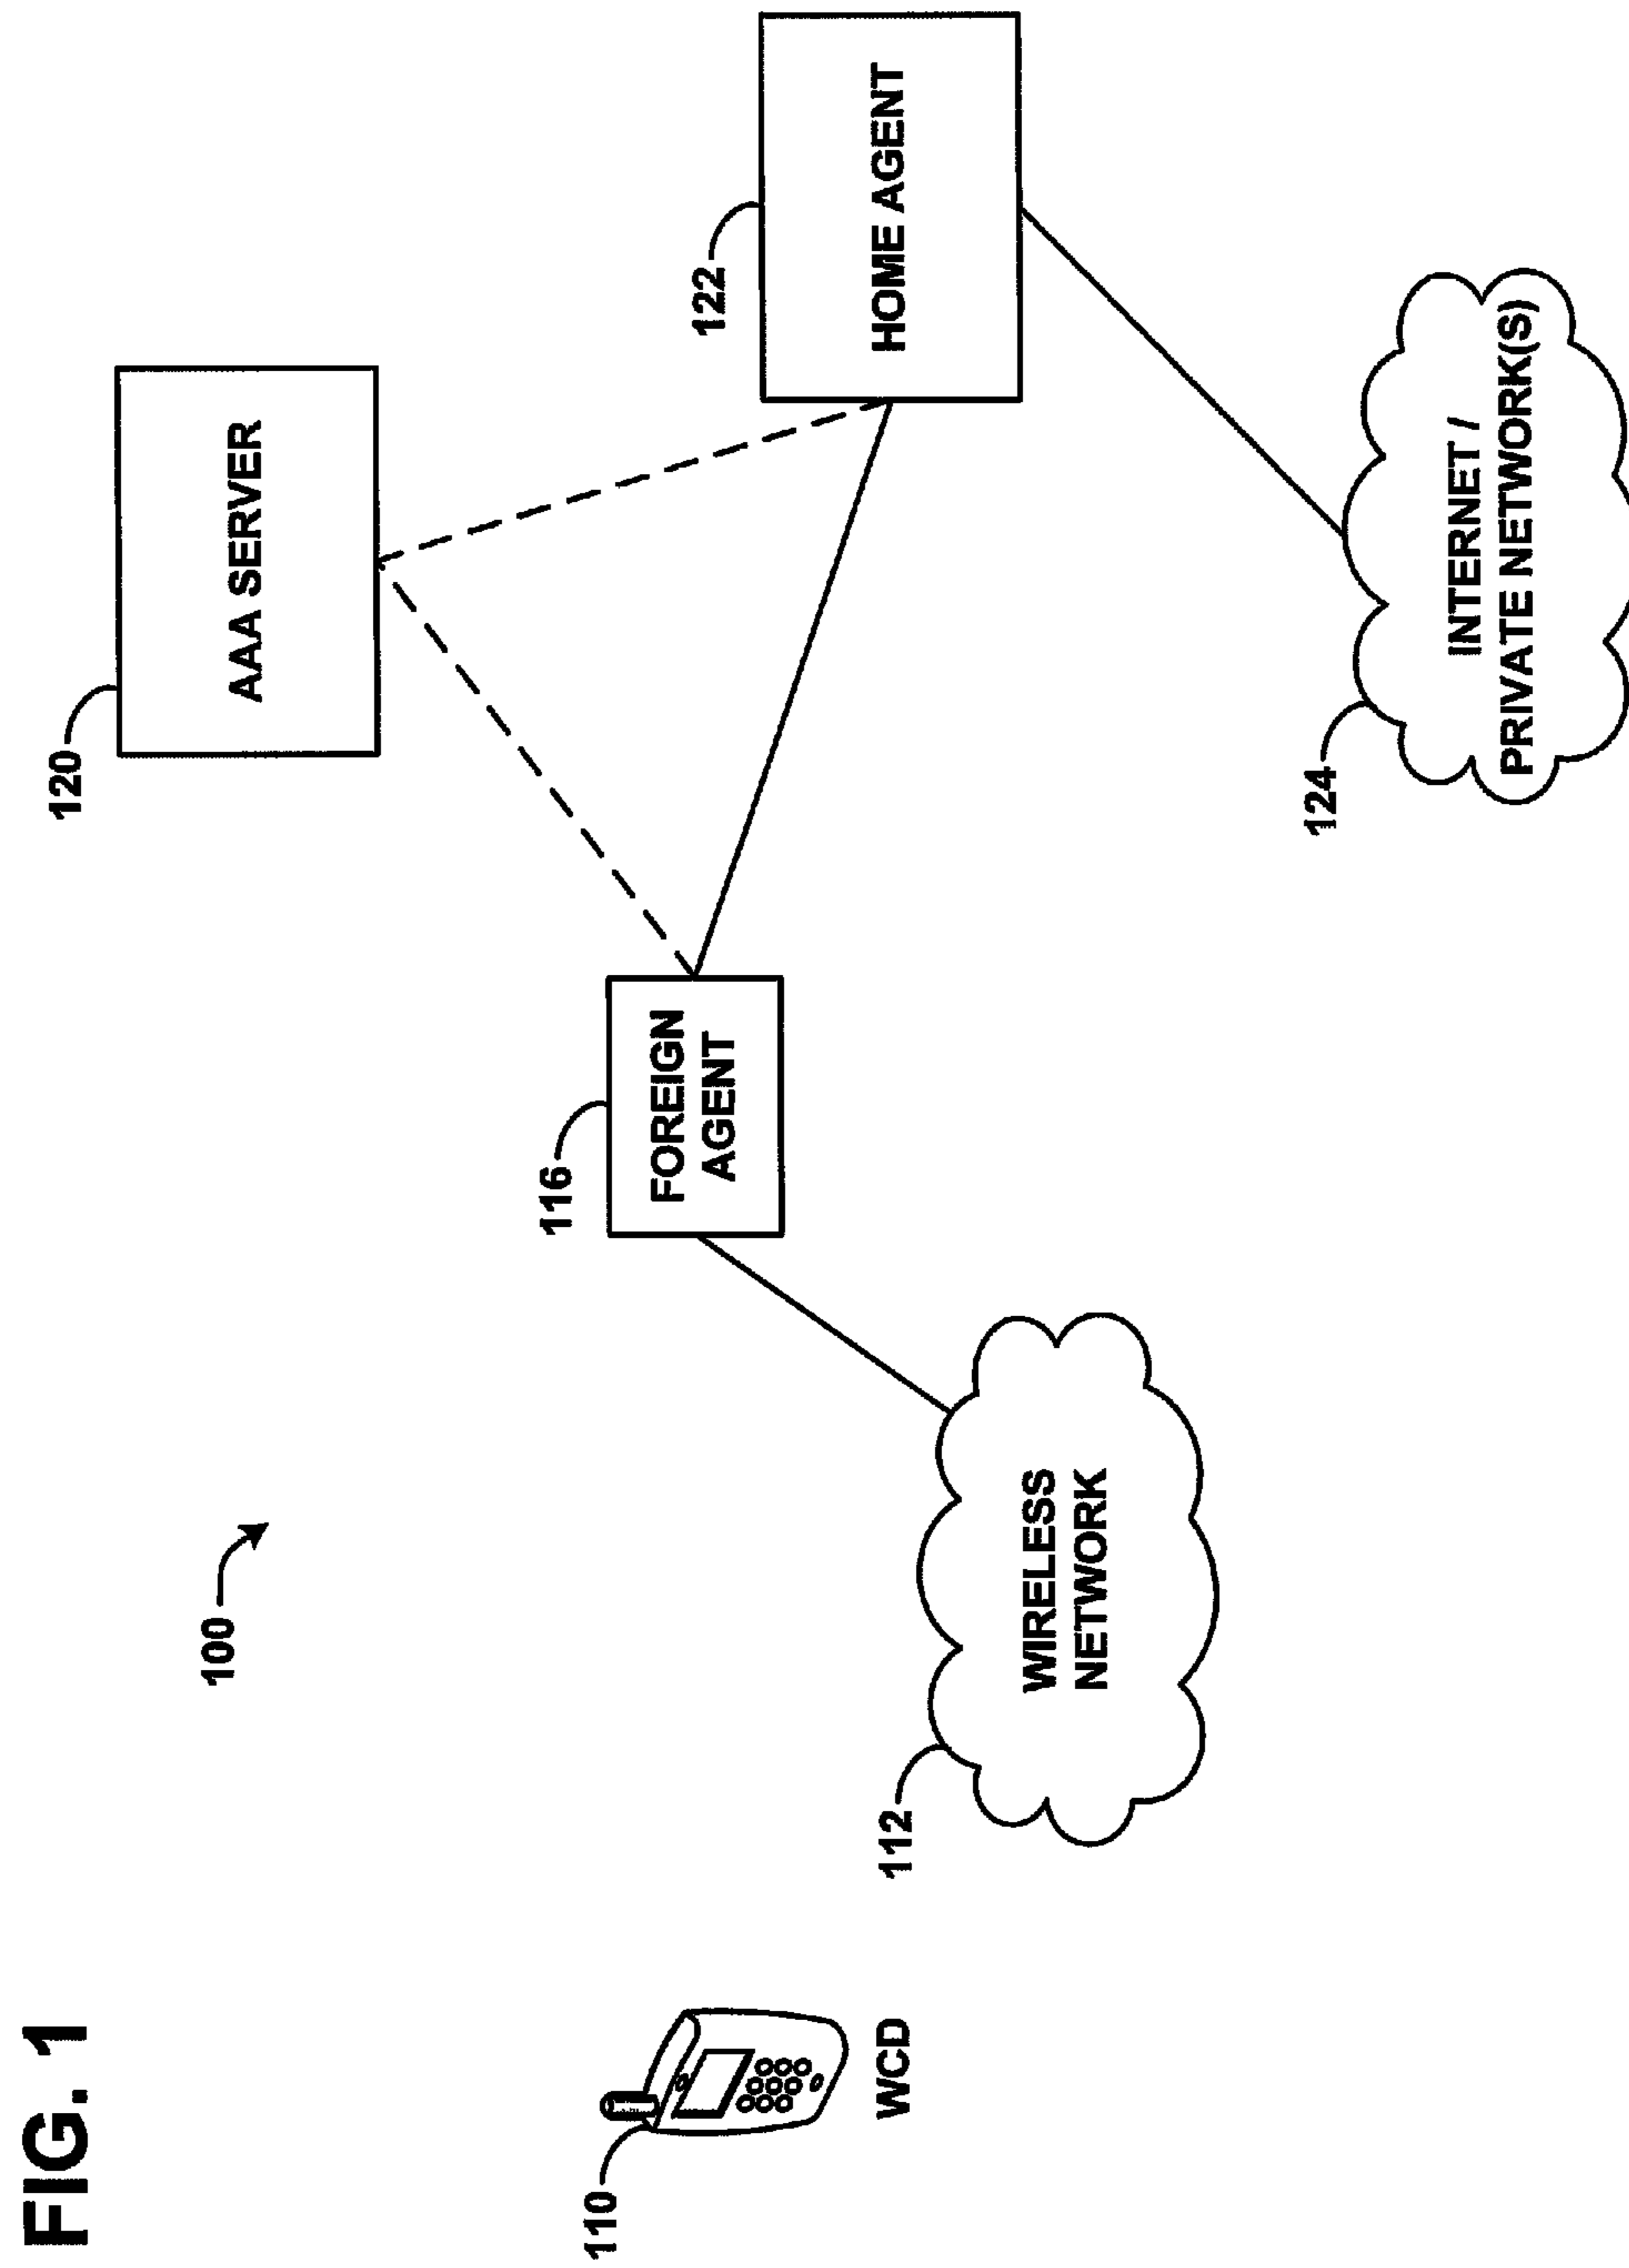 FIG. 1
100
120
AAA SERVER
122
HOME AGENT
116
FOREIGN
AGENT
110
WCD
112
WIRELESS
NETWORK
124
INTERNET /
PRIVATE NETWORK(S)